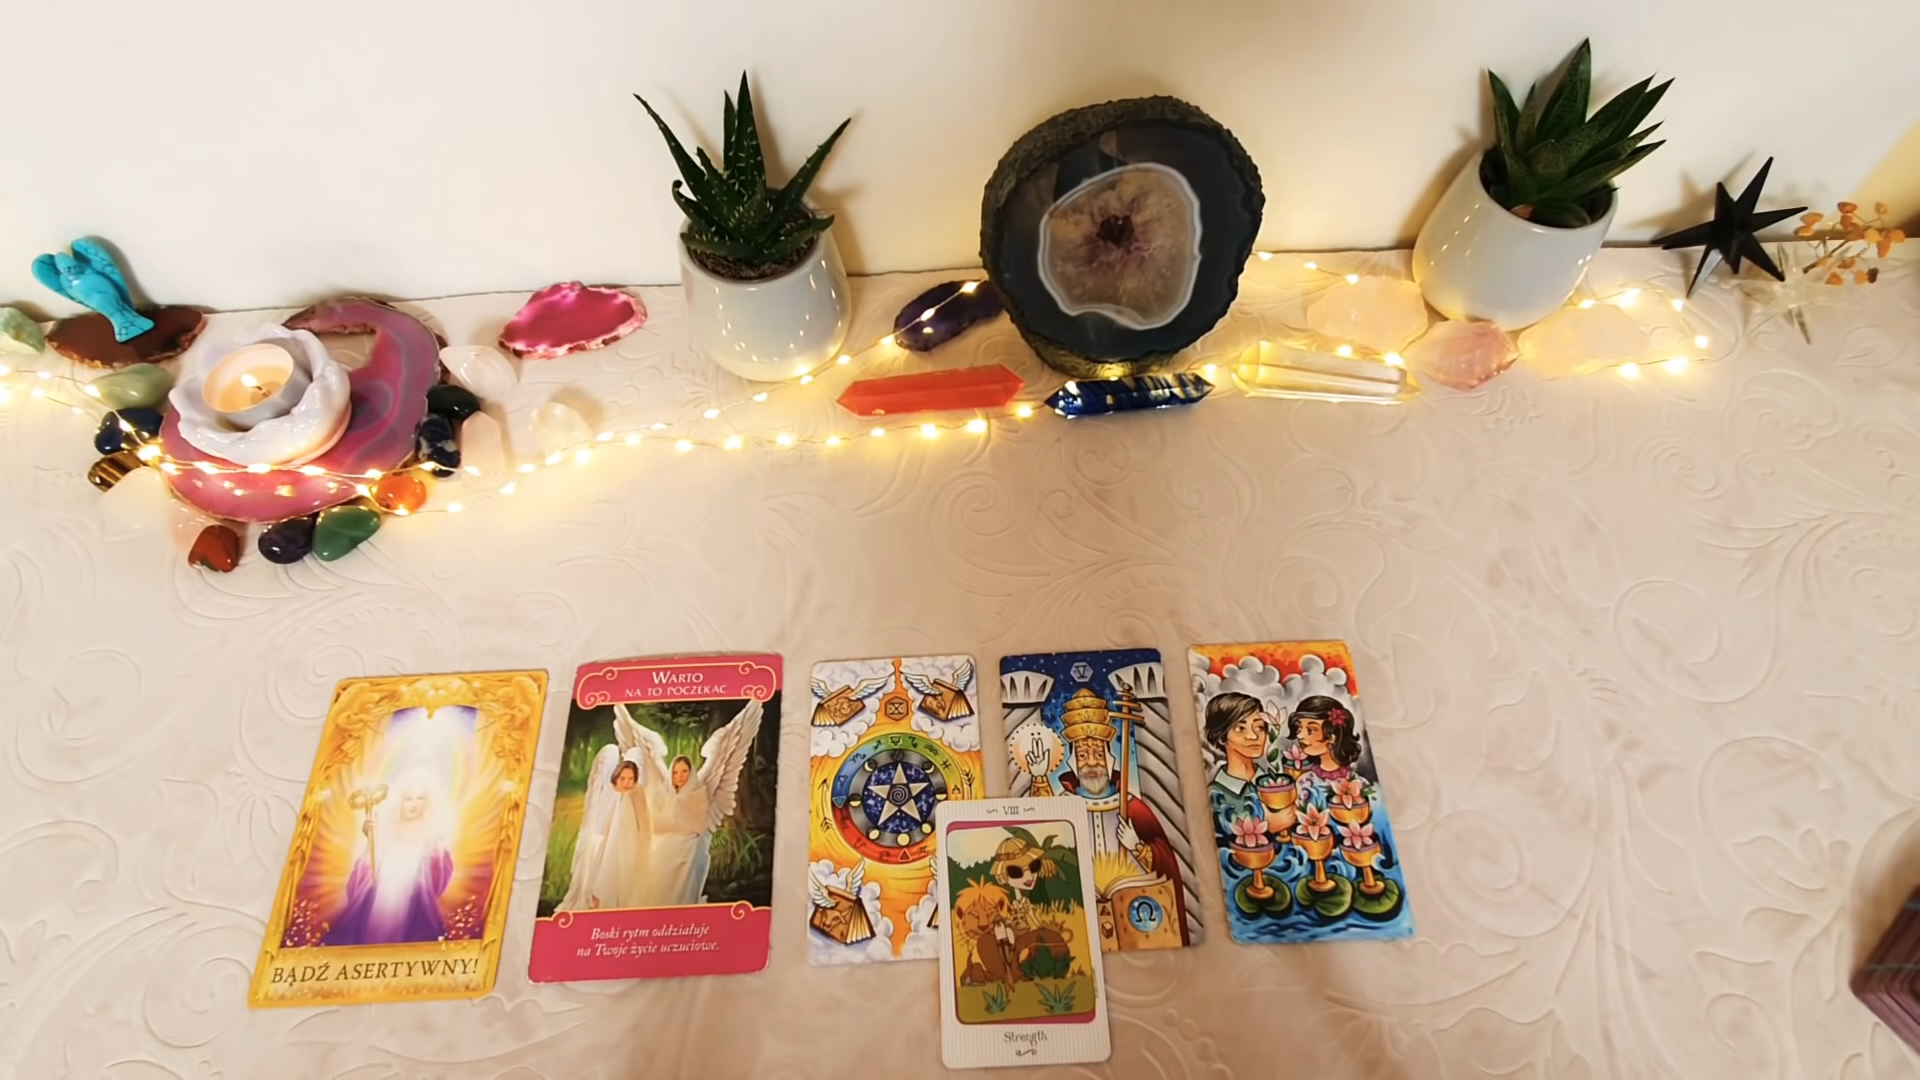 BĄDŹ ASERTYWNY!
WARTO
NA TO POCZEKAĆ
Boski rytm oddziałuje
na Twoje życie uczuciowe.
VIII
Strength